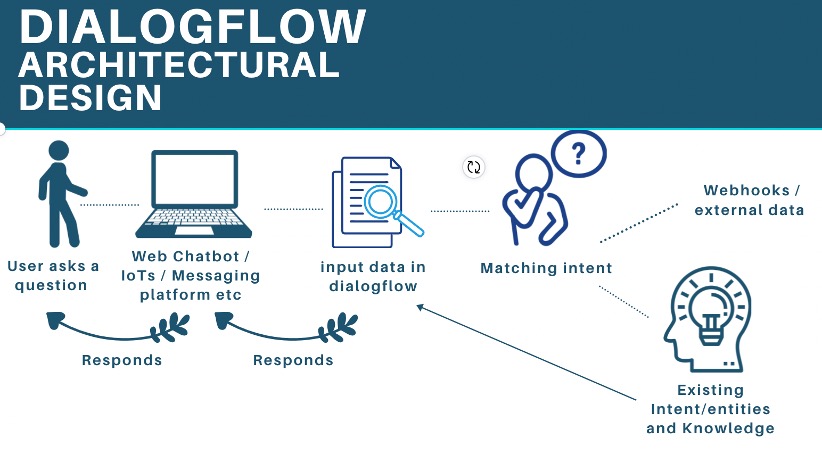 DIALOGFLOW
ARCHITECTURAL
DESIGN
?
User asks a
question
Web Chatbot /
IoTs / Messaging
platform etc
input data in
dialogflow
Matching intent
Webhooks /
external data
Responds
Responds
Existing
Intent/entities
and Knowledge